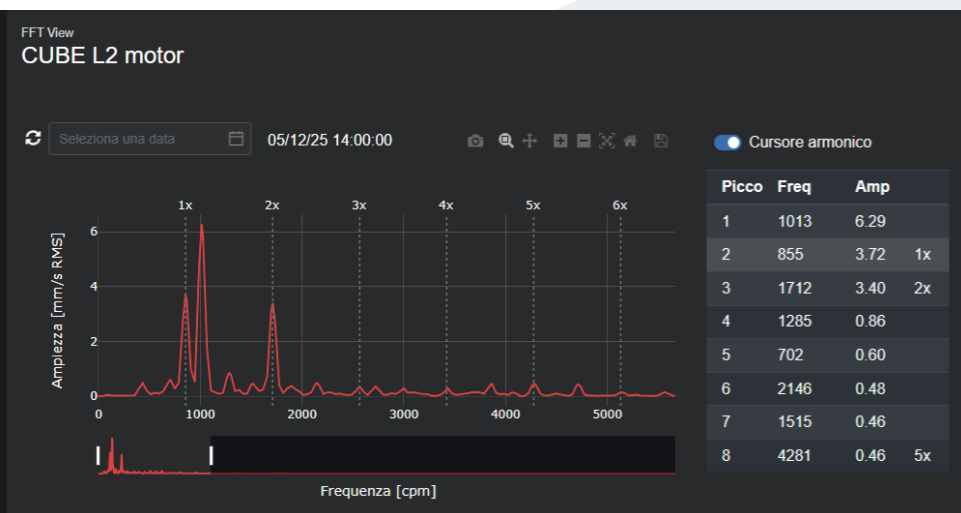 FFT View
CUBE L2 motor
Seleziona una data
05/12/25 14:00:00
Cursore armonico
1x 2x 3x 4x 5x 6x
Ampiezza [mm/s RMS]
6
4
2
0
0 1000 2000 3000 4000 5000
Frequenza [cpm]
Picco Freq Amp
1 1013 6.29
2 855 3.72 1x
3 1712 3.40 2x
4 1285 0.86
5 702 0.60
6 2146 0.48
7 1515 0.46
8 4281 0.46 5x